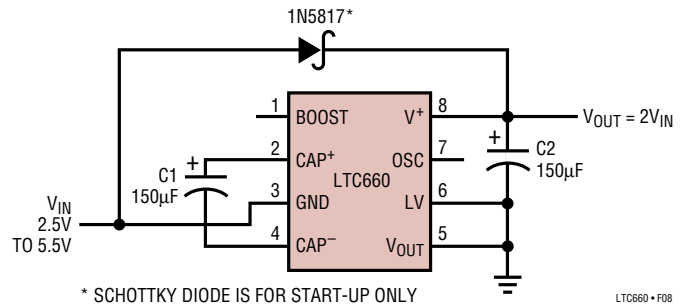 1N5817*
1 BOOST
V+ 8
VOUT = 2VIN
2 CAP+
OSC 7
+
C1
150µF
LTC660
+
C2
150µF
3 GND
LV 6
VIN
2.5V
TO 5.5V
4 CAP−
VOUT 5
* SCHOTTKY DIODE IS FOR START-UP ONLY
LTC660 • F08